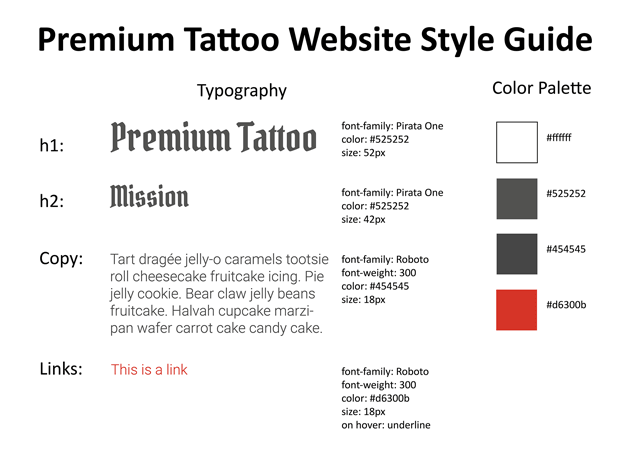 Premium Tattoo Website Style Guide
Typography
Color Palette
h1:
Premium Tattoo
font-family: Pirata One
color: #525252
size: 52px
#ffffff
h2:
Mission
font-family: Pirata One
color: #525252
size: 42px
#525252
#454545
Copy:
Tart dragée jelly-o caramels tootsie
roll cheesecake fruitcake icing. Pie
jelly cookie. Bear claw jelly beans
fruitcake. Halvah cupcake marzi-
pan wafer carrot cake candy cake.
font-family: Roboto
font-weight: 300
color: #454545
size: 18px
#d6300b
Links:
This is a link
font-family: Roboto
font-weight: 300
color: #d6300b
size: 18px
on hover: underline